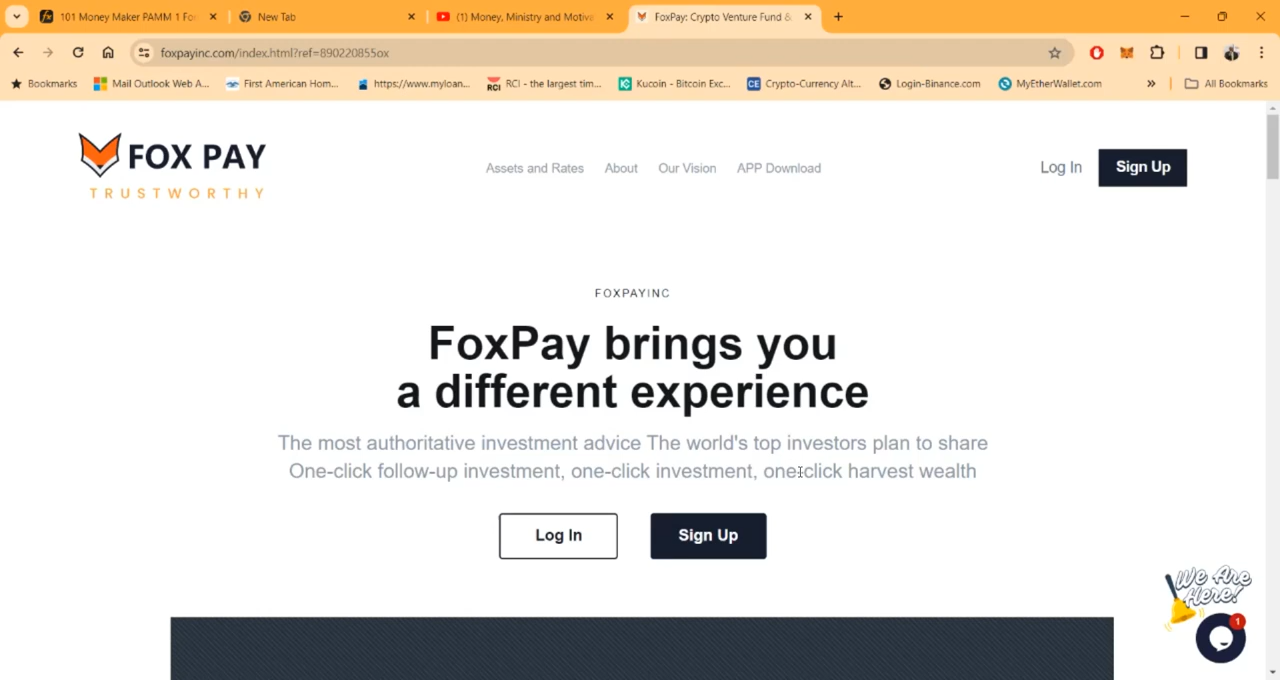 101 Money Maker PAMM 1 Fo
New Tab
(1) Money, Ministry and Motiva
FoxPay: Crypto Venture Fund &
foxpayinc.com/index.html?ref=890220855ox
Bookmarks
Mail Outlook Web A...
First American Hom...
https://www.myloan...
RCI - the largest tim...
Kucoin - Bitcoin Exc...
Crypto-Currency Alt...
Login-Binance.com
MyEtherWallet.com
»
All Bookmarks
FOX PAY
TRUSTWORTHY
Assets and Rates
About
Our Vision
APP Download
Log In
Sign Up
FOXPAYINC
FoxPay brings you
a different experience
The most authoritative investment advice The world's top investors plan to share
One-click follow-up investment, one-click investment, one-click harvest wealth
Log In
Sign Up
We Are
Here!
1